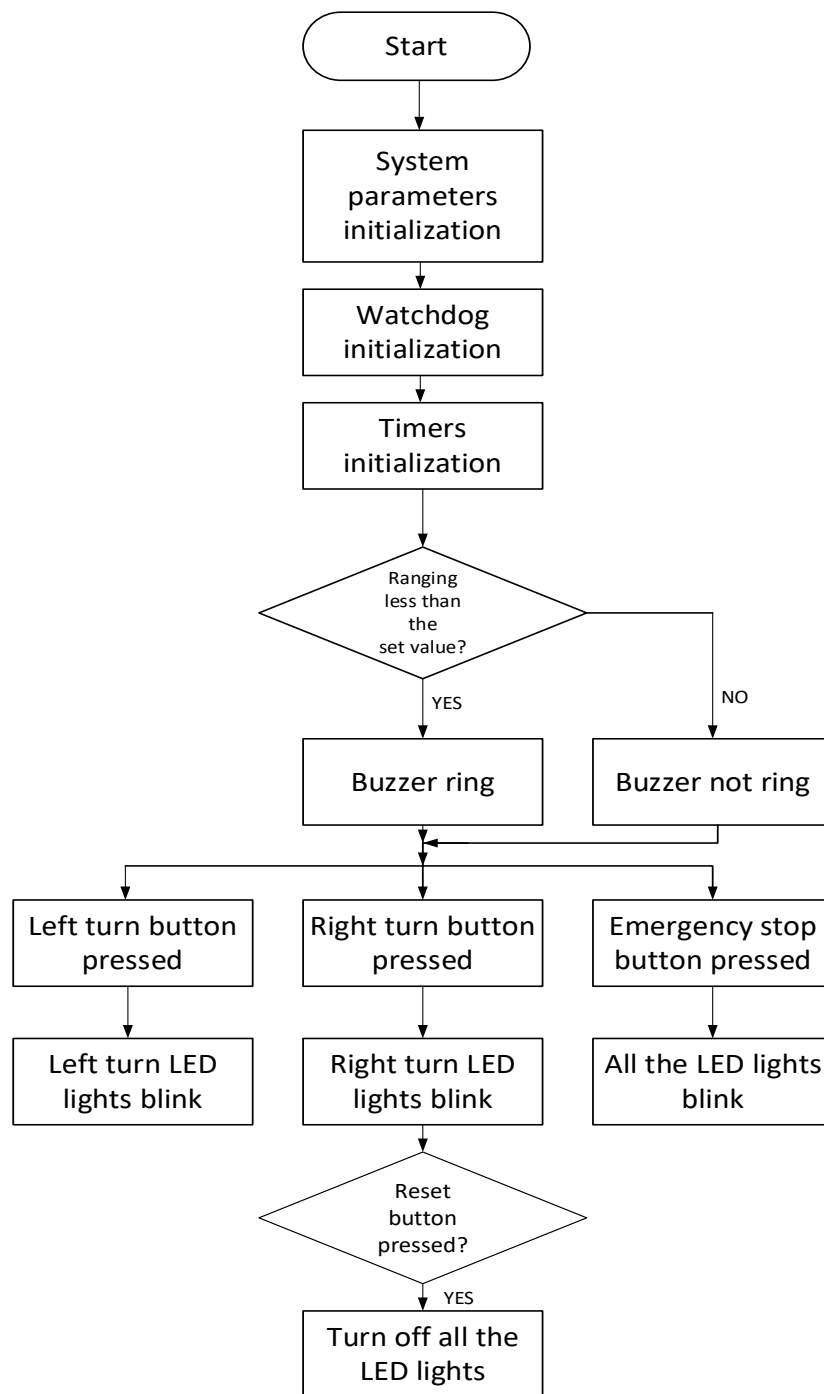 Start
System
parameters
initialization
Watchdog
initialization
Timers
initialization
Ranging
less than
the
set value?
YES
NO
Buzzer ring
Buzzer not ring
Left turn button
pressed
Right turn button
pressed
Emergency stop
button pressed
Left turn LED
lights blink
Right turn LED
lights blink
All the LED lights
blink
Reset
button
pressed?
YES
Turn off all the
LED lights